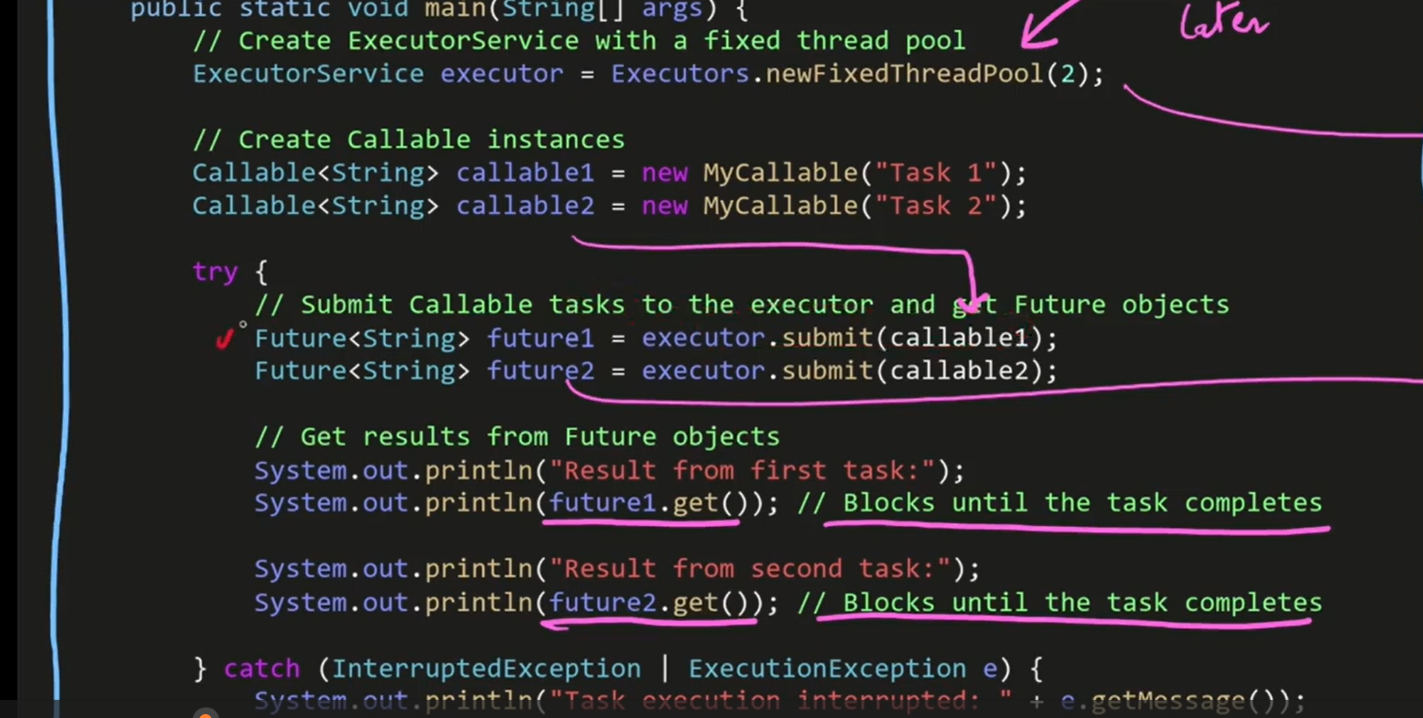 public static void main(String[] args) {
later
// Create ExecutorService with a fixed thread pool
ExecutorService executor = Executors.newFixedThreadPool(2);
// Create Callable instances
Callable<String> callable1 = new MyCallable("Task 1");
Callable<String> callable2 = new MyCallable("Task 2");
try {
// Submit Callable tasks to the executor and get Future objects
Future<String> future1 = executor.submit(callable1);
Future<String> future2 = executor.submit(callable2);
// Get results from Future objects
System.out.println("Result from first task:");
System.out.println(future1.get()); // Blocks until the task completes
System.out.println("Result from second task:");
System.out.println(future2.get()); // Blocks until the task completes
} catch (InterruptedException | ExecutionException e) {
System.out.println("Task execution interrupted: " + e.getMessage());